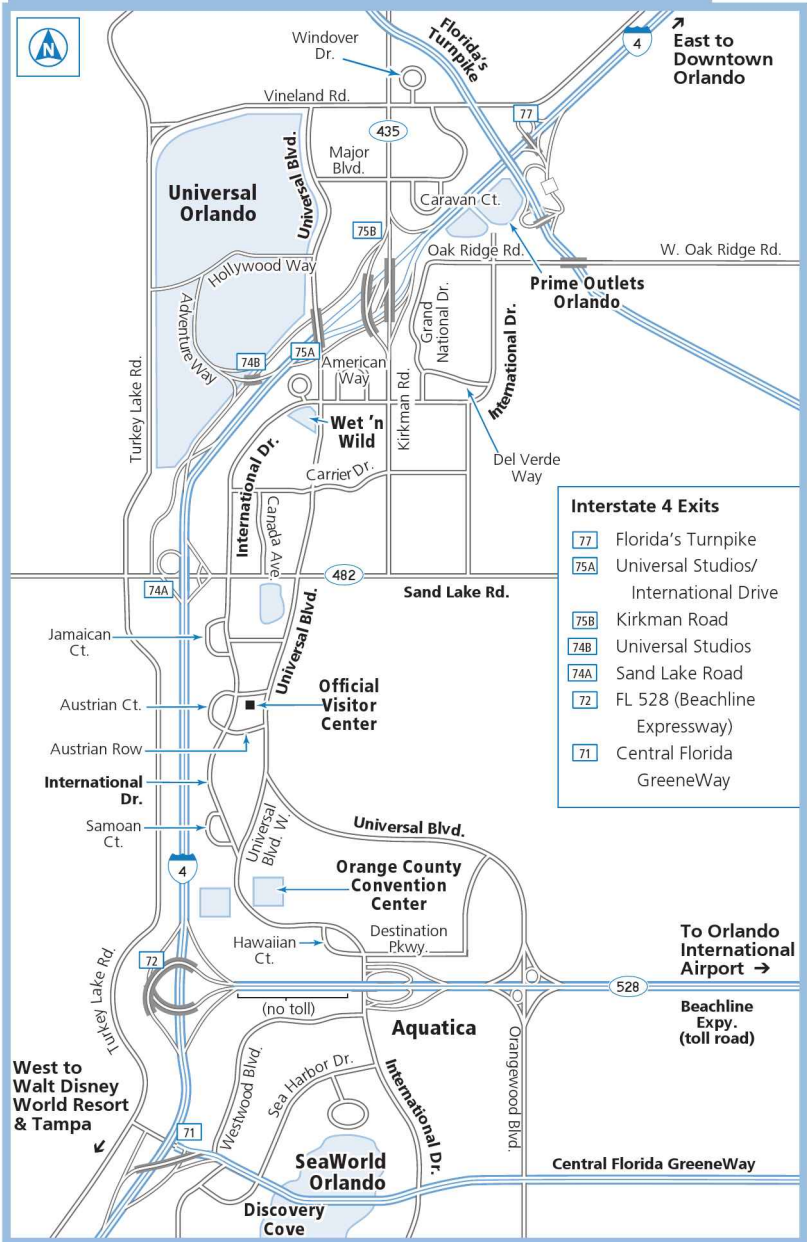 N
Windover
Dr.
Florida's
Turnpike
4
East to
Downtown
Orlando
Vineland Rd.
77
435
Major
Blvd.
Universal Blvd.
Universal
Orlando
Caravan Ct.
75B
Oak Ridge Rd.
W. Oak Ridge Rd.
Hollywood Way
Prime Outlets
Orlando
Adventure Way
Grand
National Dr.
International Dr.
74B
75A
American
Way
Turkey Lake Rd.
Kirkman Rd.
Wet 'n
Wild
International Dr.
Carrier Dr.
Del Verde
Way
Canada Ave.
Interstate 4 Exits
77 Florida's Turnpike
75A Universal Studios/
International Drive
75B Kirkman Road
74B Universal Studios
74A Sand Lake Road
72 FL 528 (Beachline
Expressway)
71 Central Florida
GreeneWay
482
74A
Sand Lake Rd.
Jamaican
Ct.
Universal Blvd.
Austrian Ct.
Official
Visitor
Center
Austrian Row
International
Dr.
Samoan
Ct.
Universal
Blvd. W.
Universal Blvd.
4
Orange County
Convention
Center
Hawaiian
Ct.
Destination
Pkwy.
To Orlando
International
Airport →
Turkey Lake Rd.
72
528
(no toll)
Beachline
Expy.
(toll road)
Aquatica
West to
Walt Disney
World Resort
& Tampa
Westwood Blvd.
Sea Harbor Dr.
International Dr.
Orangewood Blvd.
71
SeaWorld
Orlando
Central Florida GreeneWay
Discovery
Cove